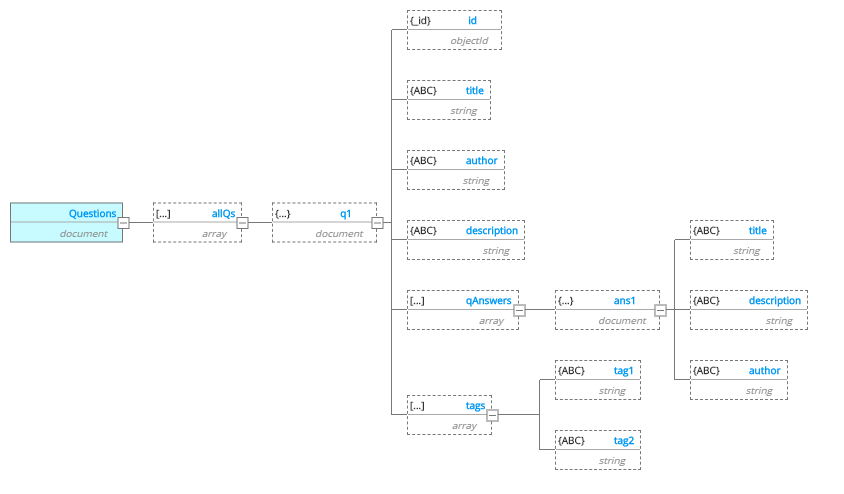 {_id} id
objectId
{ABC} title
string
{ABC} author
string
Questions
document
[...] allQs
array
{...} q1
document
{ABC} description
string
{ABC} title
string
[...] qAnswers
array
{...} ans1
document
{ABC} description
string
{ABC} tag1
string
{ABC} author
string
[...] tags
array
{ABC} tag2
string